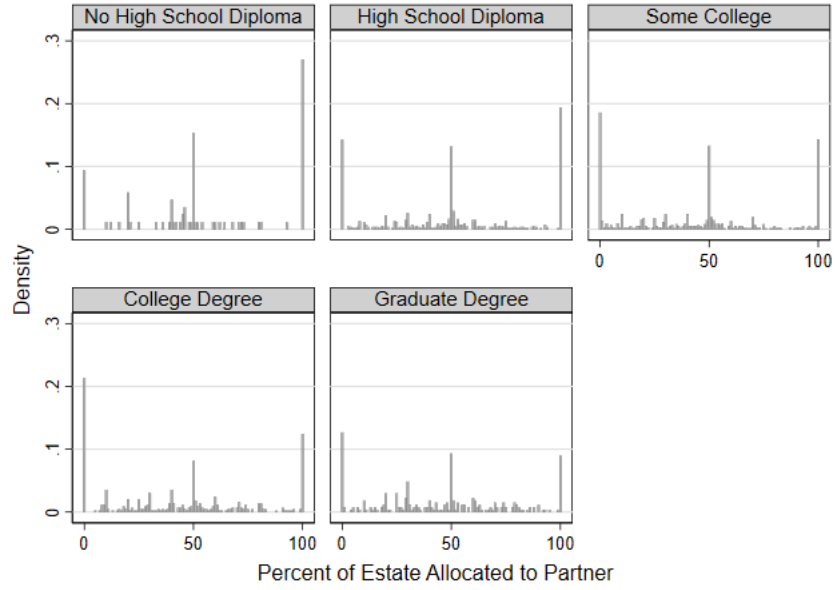 No High School Diploma
High School Diploma
Some College
.3
.2
.1
0
0
50
100
College Degree
Graduate Degree
.3
.2
.1
0
0
50
100
0
50
100
Density
Percent of Estate Allocated to Partner